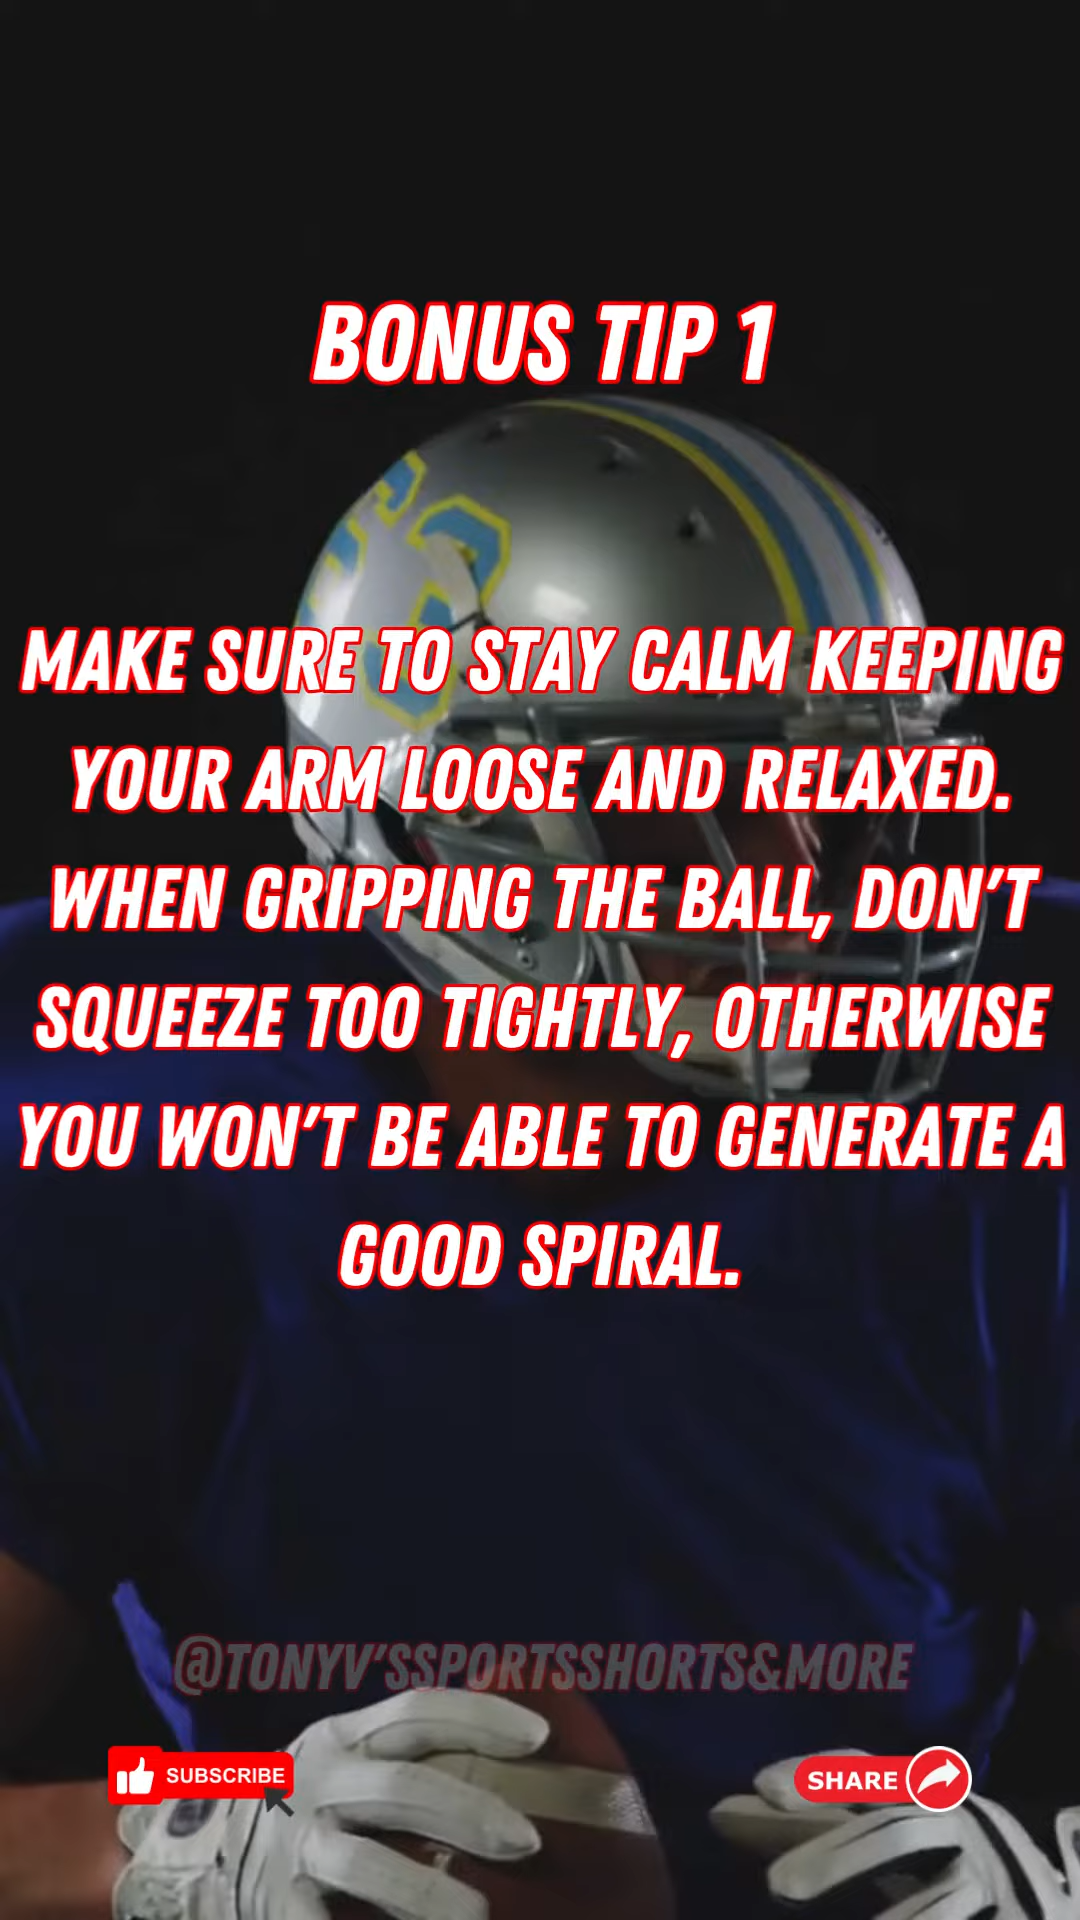 BONUS TIP 1
MAKE SURE TO STAY CALM KEEPING
YOUR ARM LOOSE AND RELAXED.
WHEN GRIPPING THE BALL, DON'T
SQUEEZE TOO TIGHTLY, OTHERWISE
YOU WON'T BE ABLE TO GENERATE A
GOOD SPIRAL.
@TONYV'SSPORTSSHORTS&MORE
SUBSCRIBE
SHARE